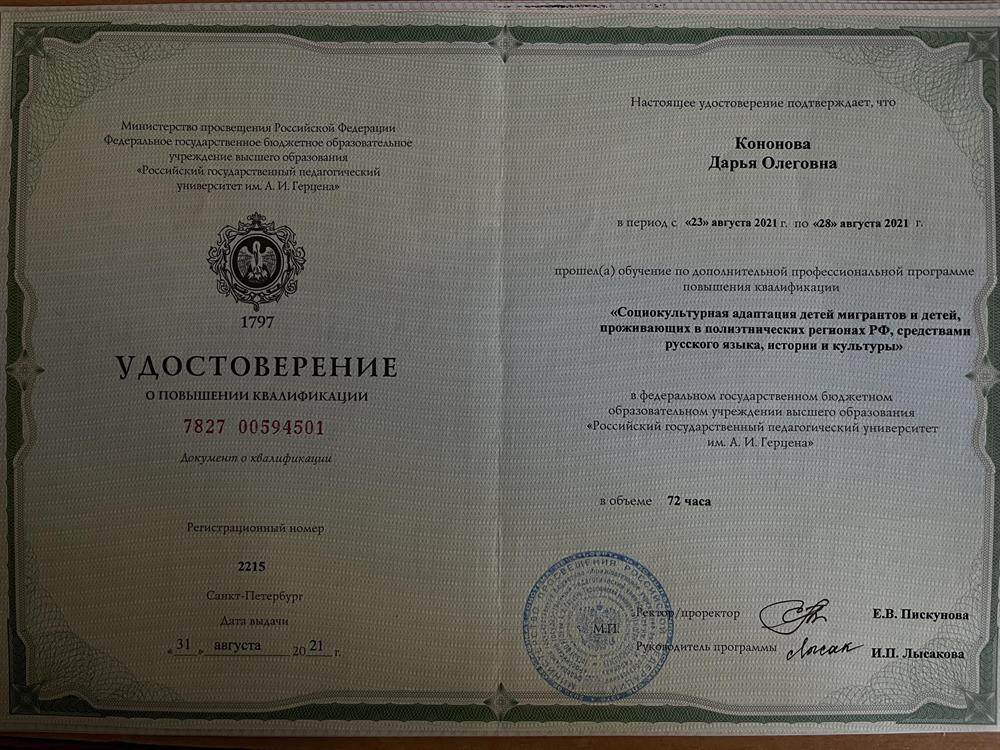 Министерство просвещения Российской Федерации
Федеральное государственное бюджетное образовательное
учреждение высшего образования
«Российский государственный педагогический
университет им. А. И. Герцена»
1797
УДОСТОВЕРЕНИЕ
О ПОВЫШЕНИИ КВАЛИФИКАЦИИ
7827 00594501
Документ о квалификации
Регистрационный номер
2215
Санкт-Петербург
Дата выдачи
«31» августа 2021 г.
Настоящее удостоверение подтверждает, что
Кононова
Дарья Олеговна
в период с «23» августа 2021 г. по «28» августа 2021 г.
прошел(а) обучение по дополнительной профессиональной программе
повышения квалификации
«Социокультурная адаптация детей мигрантов и детей,
проживающих в полиэтнических регионах РФ, средствами
русского языка, истории и культуры»
в федеральном государственном бюджетном
образовательном учреждении высшего образования
«Российский государственный педагогический университет
им. А. И. Герцена»
в объеме 72 часа
М.П.
Ректор/проректор Е.В. Пискунова
Руководитель программы Лысак И.П. Лысакова